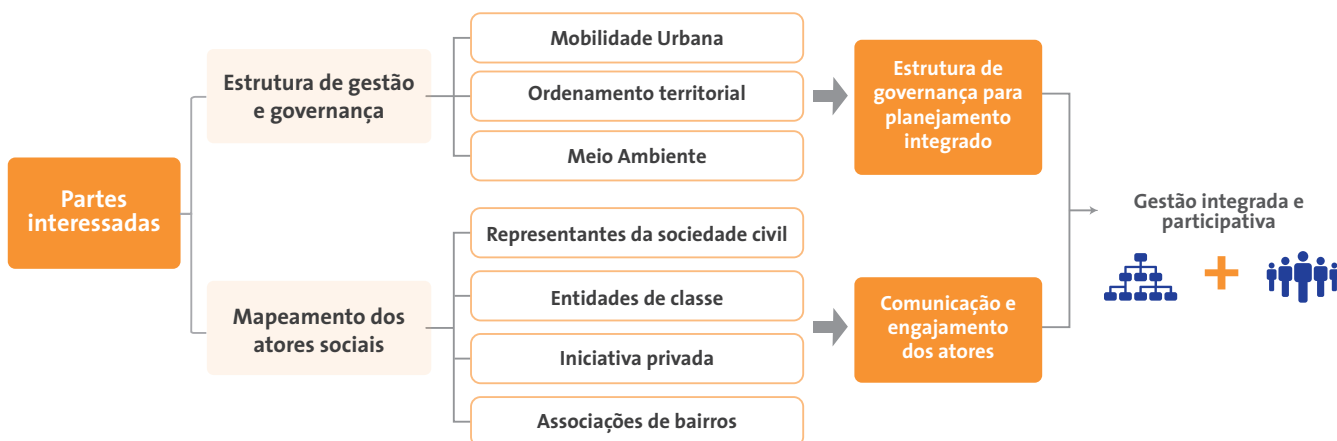 Partes
interessadas
Estrutura de gestão
e governança
Mobilidade Urbana
Ordenamento territorial
Meio Ambiente
Estrutura de
governança para
planejamento
integrado
Mapeamento dos
atores sociais
Representantes da sociedade civil
Entidades de classe
Iniciativa privada
Associações de bairros
Comunicação e
engajamento
dos atores
Gestão integrada e
participativa